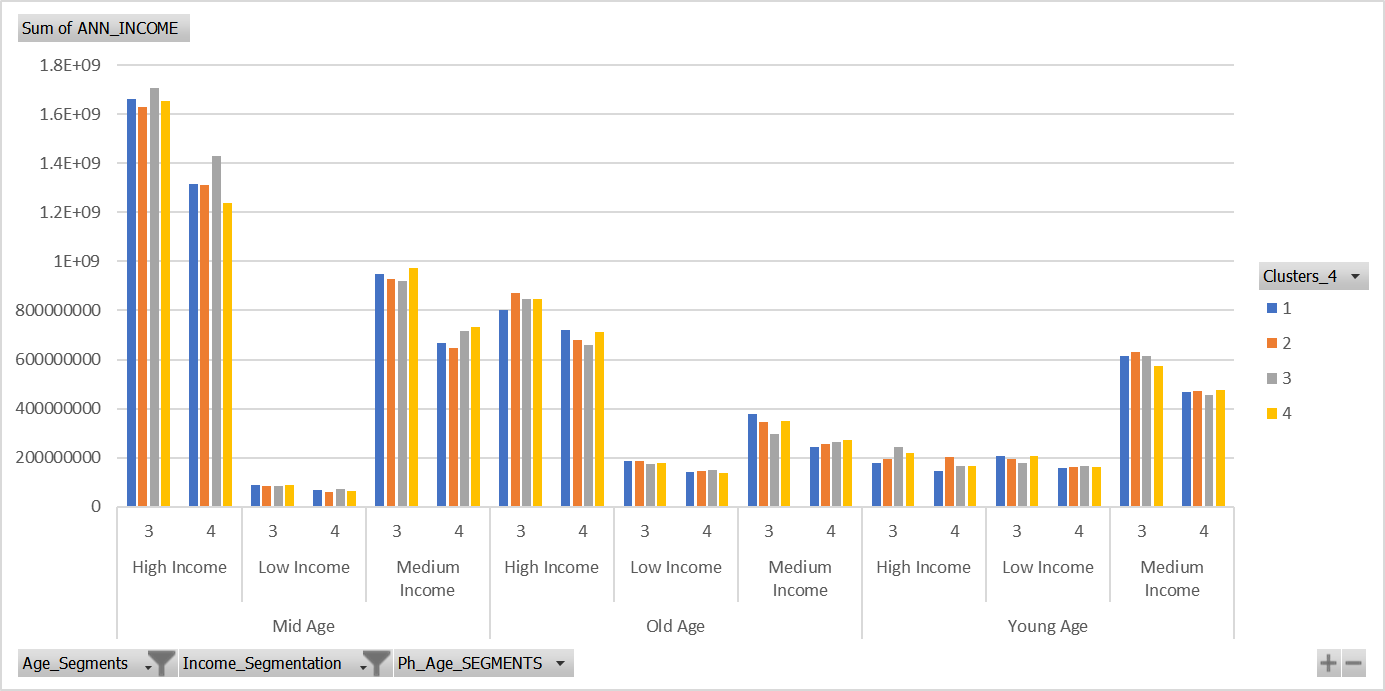 Sum of ANN_INCOME
1.8E+09
1.6E+09
1.4E+09
1.2E+09
1E+09
800000000
600000000
400000000
200000000
0
Clusters_4
1
2
3
4
3 4 3 4 3 4 3 4 3 4 3 4 3 4 3 4 3 4
High Income Low Income Medium High Income Low Income Medium High Income Low Income Medium
Income Income Income
Mid Age Old Age Young Age
Age_Segments Income_Segmentation Ph_Age_SEGMENTS